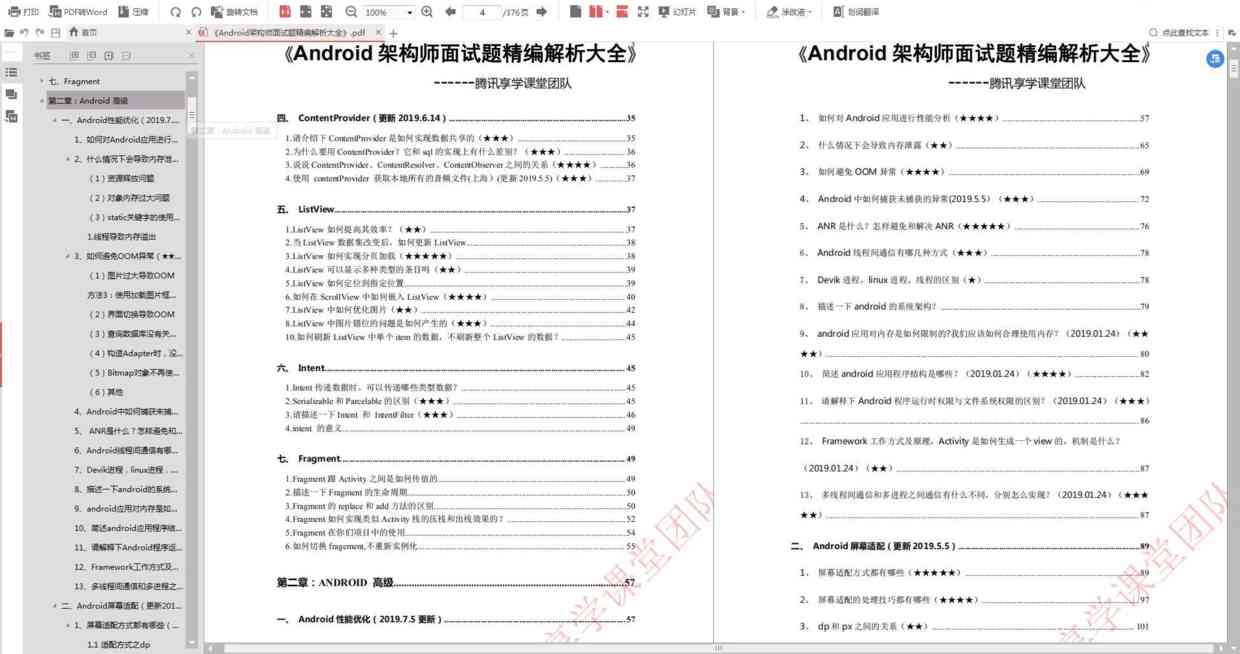 打印 PDF转Word 压缩 旋转文档 100% 4 /376页 幻灯片 背景 涂改液 划词翻译
首页 《Android架构师面试题精编解析大全》.pdf 点此查找文本
书签
七、Fragment
第二章：Android 高级
一、Android性能优化（2019.7....
1、如何对Android应用进行...
2、什么情况下会导致内存泄...
（1）资源释放问题
（2）对象内存过大问题
（3）static关键字的使用...
1.线程导致内存溢出
3、如何避免OOM异常（★★...
（1）图片过大导致OOM
方法3：使用加载图片框...
（2）界面切换导致OOM
（3）查询数据库没有关...
（4）构造Adapter时，没...
（5）Bitmap对象不再使...
（6）其他
4、Android中如何捕获未捕...
5、 ANR是什么？怎样避免和...
6、Android线程间通信有哪...
7、Devik进程，linux进程，...
8、描述一下android的系统...
9、android应用对内存是如...
10、简述android应用程序结...
11、请解释下Android程序运...
12、Framework工作方式及...
13、多线程间通信和多进程之...
二、Android屏幕适配（更新201...
1、屏幕适配方式都有哪些（...
1.1 适配方式之dp
第二章：Android 高级
《Android 架构师面试题精编解析大全》
------腾讯享学课堂团队
四、 ContentProvider（更新 2019.6.14）35
1.请介绍下 ContentProvider 是如何实现数据共享的（★★★）35
2.为什么要用 ContentProvider？它和 sql 的实现上有什么差别？（★★★）36
3.说说 ContentProvider、ContentResolver、ContentObserver 之间的关系（★★★★）36
4.使用 contentProvider 获取本地所有的音频文件(上海）(更新 2019.5.5)（★★★）37
五、 ListView37
1.ListView 如何提高其效率？（★★）37
2.当 ListView 数据集改变后，如何更新 ListView38
3.ListView 如何实现分页加载（★★★★★）38
4.ListView 可以显示多种类型的条目吗（★★）39
5.ListView 如何定位到指定位置39
6.如何在 ScrollView 中如何嵌入 ListView（★★★★）40
7.ListView 中如何优化图片（★★）42
8.ListView 中图片错位的问题是如何产生的（★★★）44
10.如何刷新 ListView 中单个 item 的数据，不刷新整个 ListView 的数据？45
六、 Intent45
1.Intent 传递数据时，可以传递哪些类型数据？45
2.Serializable 和 Parcelable 的区别（★★★）45
3.请描述一下 Intent 和 IntentFilter（★★★）46
4.intent 的意义49
七、 Fragment49
1.Fragment 跟 Activity 之间是如何传值的49
2.描述一下 Fragment 的生命周期50
3.Fragment 的 replace 和 add 方法的区别50
4.Fragment 如何实现类似 Activity 栈的压栈和出栈效果的？52
5.Fragment 在你们项目中的使用54
6.如何切换 fragement,不重新实例化55
第二章：ANDROID 高级57
一、 Android 性能优化（2019.7.5 更新）57
享学课堂团队
《Android 架构师面试题精编解析大全》
------腾讯享学课堂团队
1、 如何对 Android 应用进行性能分析（★★★★）57
2、 什么情况下会导致内存泄露（★★）65
3、 如何避免 OOM 异常（★★★★）69
4、 Android 中如何捕获未捕获的异常(2019.5.5）（★★★）72
5、 ANR 是什么？怎样避免和解决 ANR（★★★★★）76
6、 Android 线程间通信有哪几种方式（★★★）78
7、 Devik 进程，linux 进程，线程的区别（★）78
8、 描述一下 android 的系统架构？79
9、 android 应用对内存是如何限制的?我们应该如何合理使用内存？（2019.01.24）（★★
★★）80
10、 简述 android 应用程序结构是哪些？（2019.01.24）（★★★★）82
11、 请解释下 Android 程序运行时权限与文件系统权限的区别？（2019.01.24）（★★★）
86
12、 Framework 工作方式及原理，Activity 是如何生成一个 view 的，机制是什么？
（2019.01.24）（★★）87
13、 多线程间通信和多进程之间通信有什么不同，分别怎么实现？（2019.01.24）（★★★
★★）87
二、 Android 屏幕适配（更新 2019.5.5）89
1、 屏幕适配方式都有哪些（★★★★★）89
2、 屏幕适配的处理技巧都有哪些（★★★★）97
3、 dp 和 px 之间的关系（★★）101
享学课堂团队